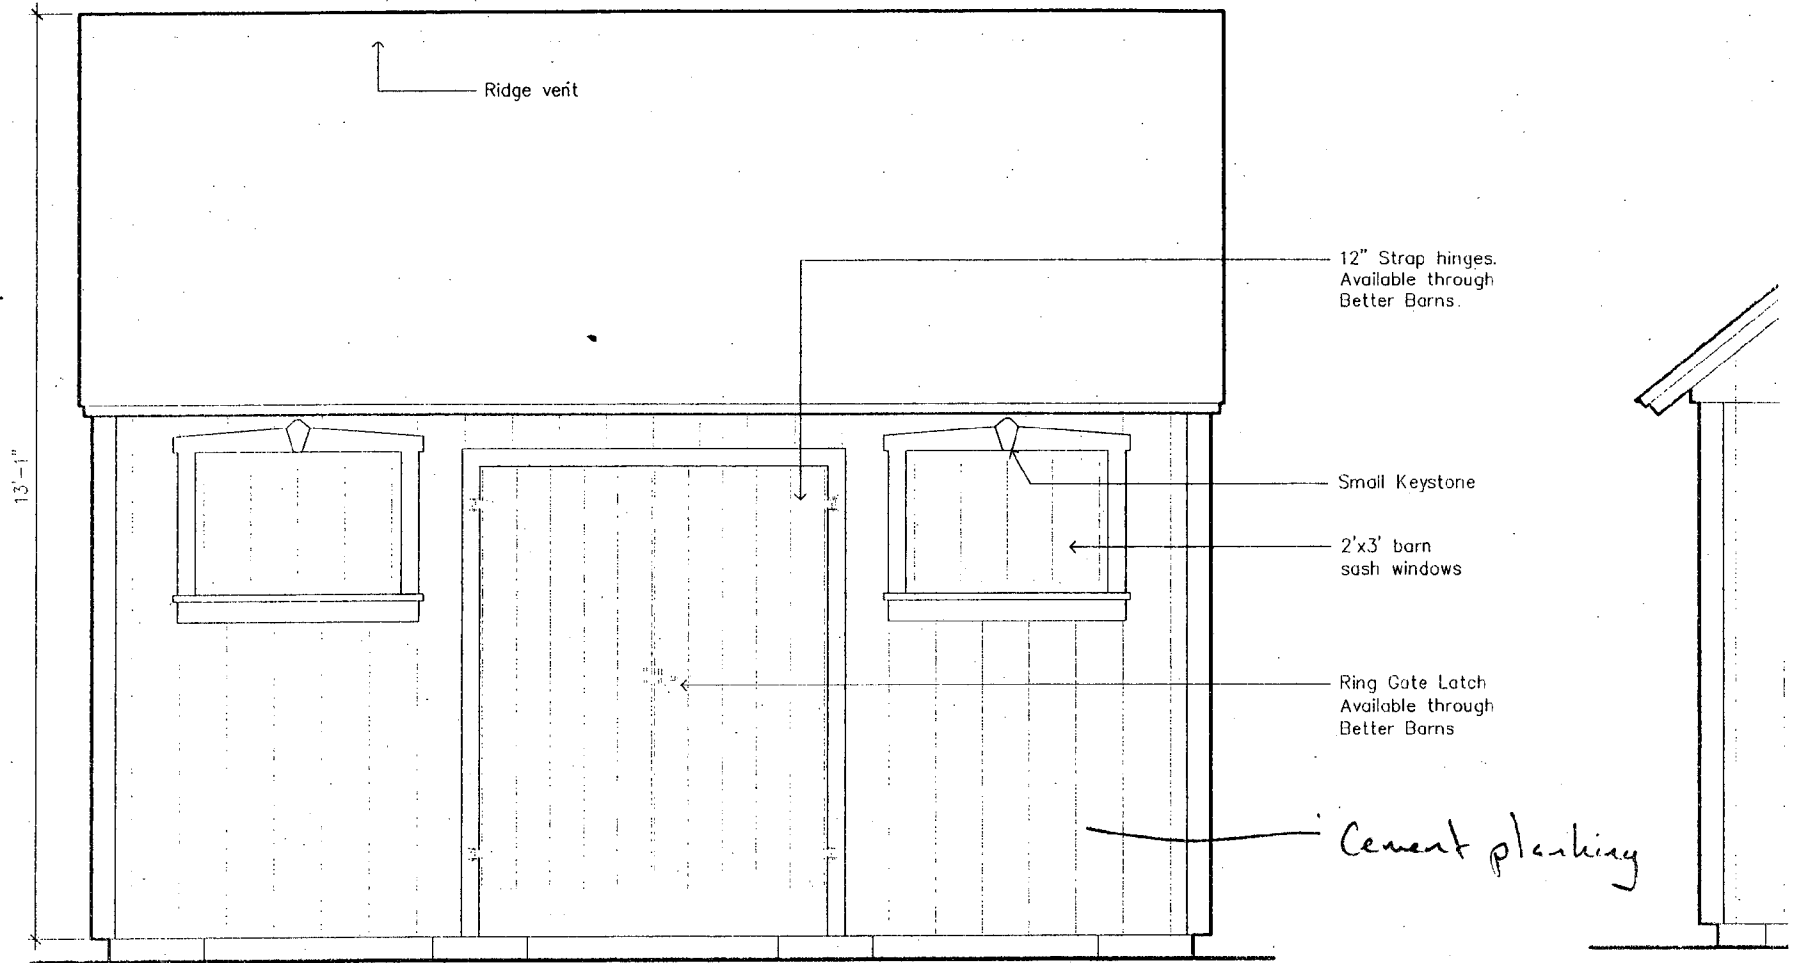 Ridge vent
12" Strap hinges.
Available through
Better Barns.
13'-1"
Small Keystone
2'x3' barn
sash windows
Ring Gate Latch
Available through
Better Barns
Cement planking